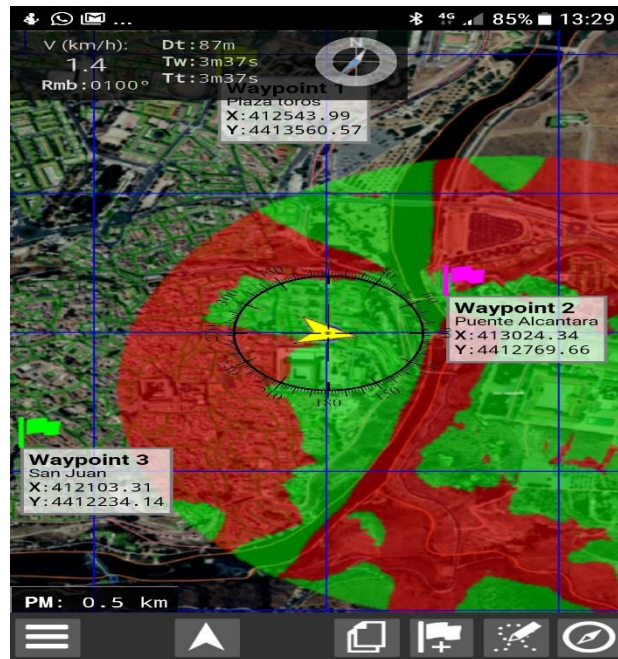 4G 85% 13:29
V (km/h):
1.4
Rmb:0100°
Dt:87m
Tw:3m37s
Tt:3m37s
Waypoint 1
Plaza toros
X:412543.99
Y:4413560.57
Waypoint 2
Puente Alcantara
X:413024.34
Y:4412769.66
180
Waypoint 3
San Juan
X:412103.31
Y:4412234.14
PM: 0.5 km